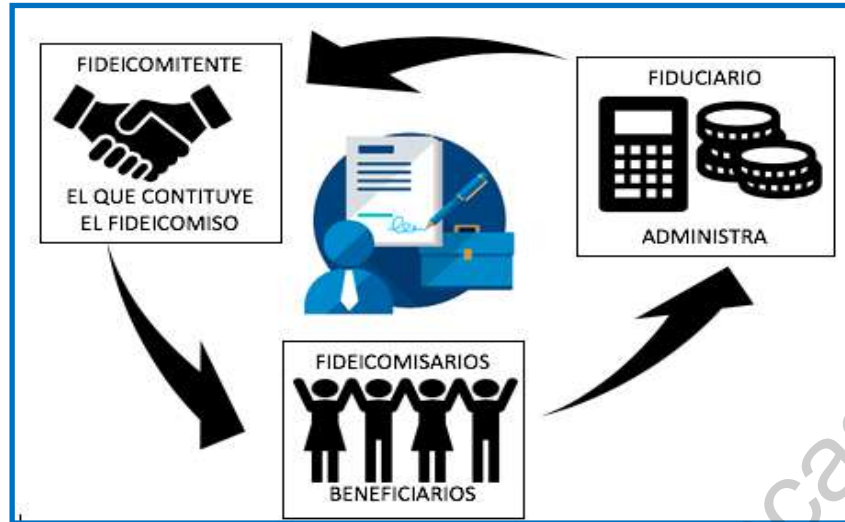 FIDEICOMITENTE
EL QUE CONTITUYE
EL FIDEICOMISO
FIDUCIARIO
ADMINISTRA
FIDEICOMISARIOS
BENEFICIARIOS